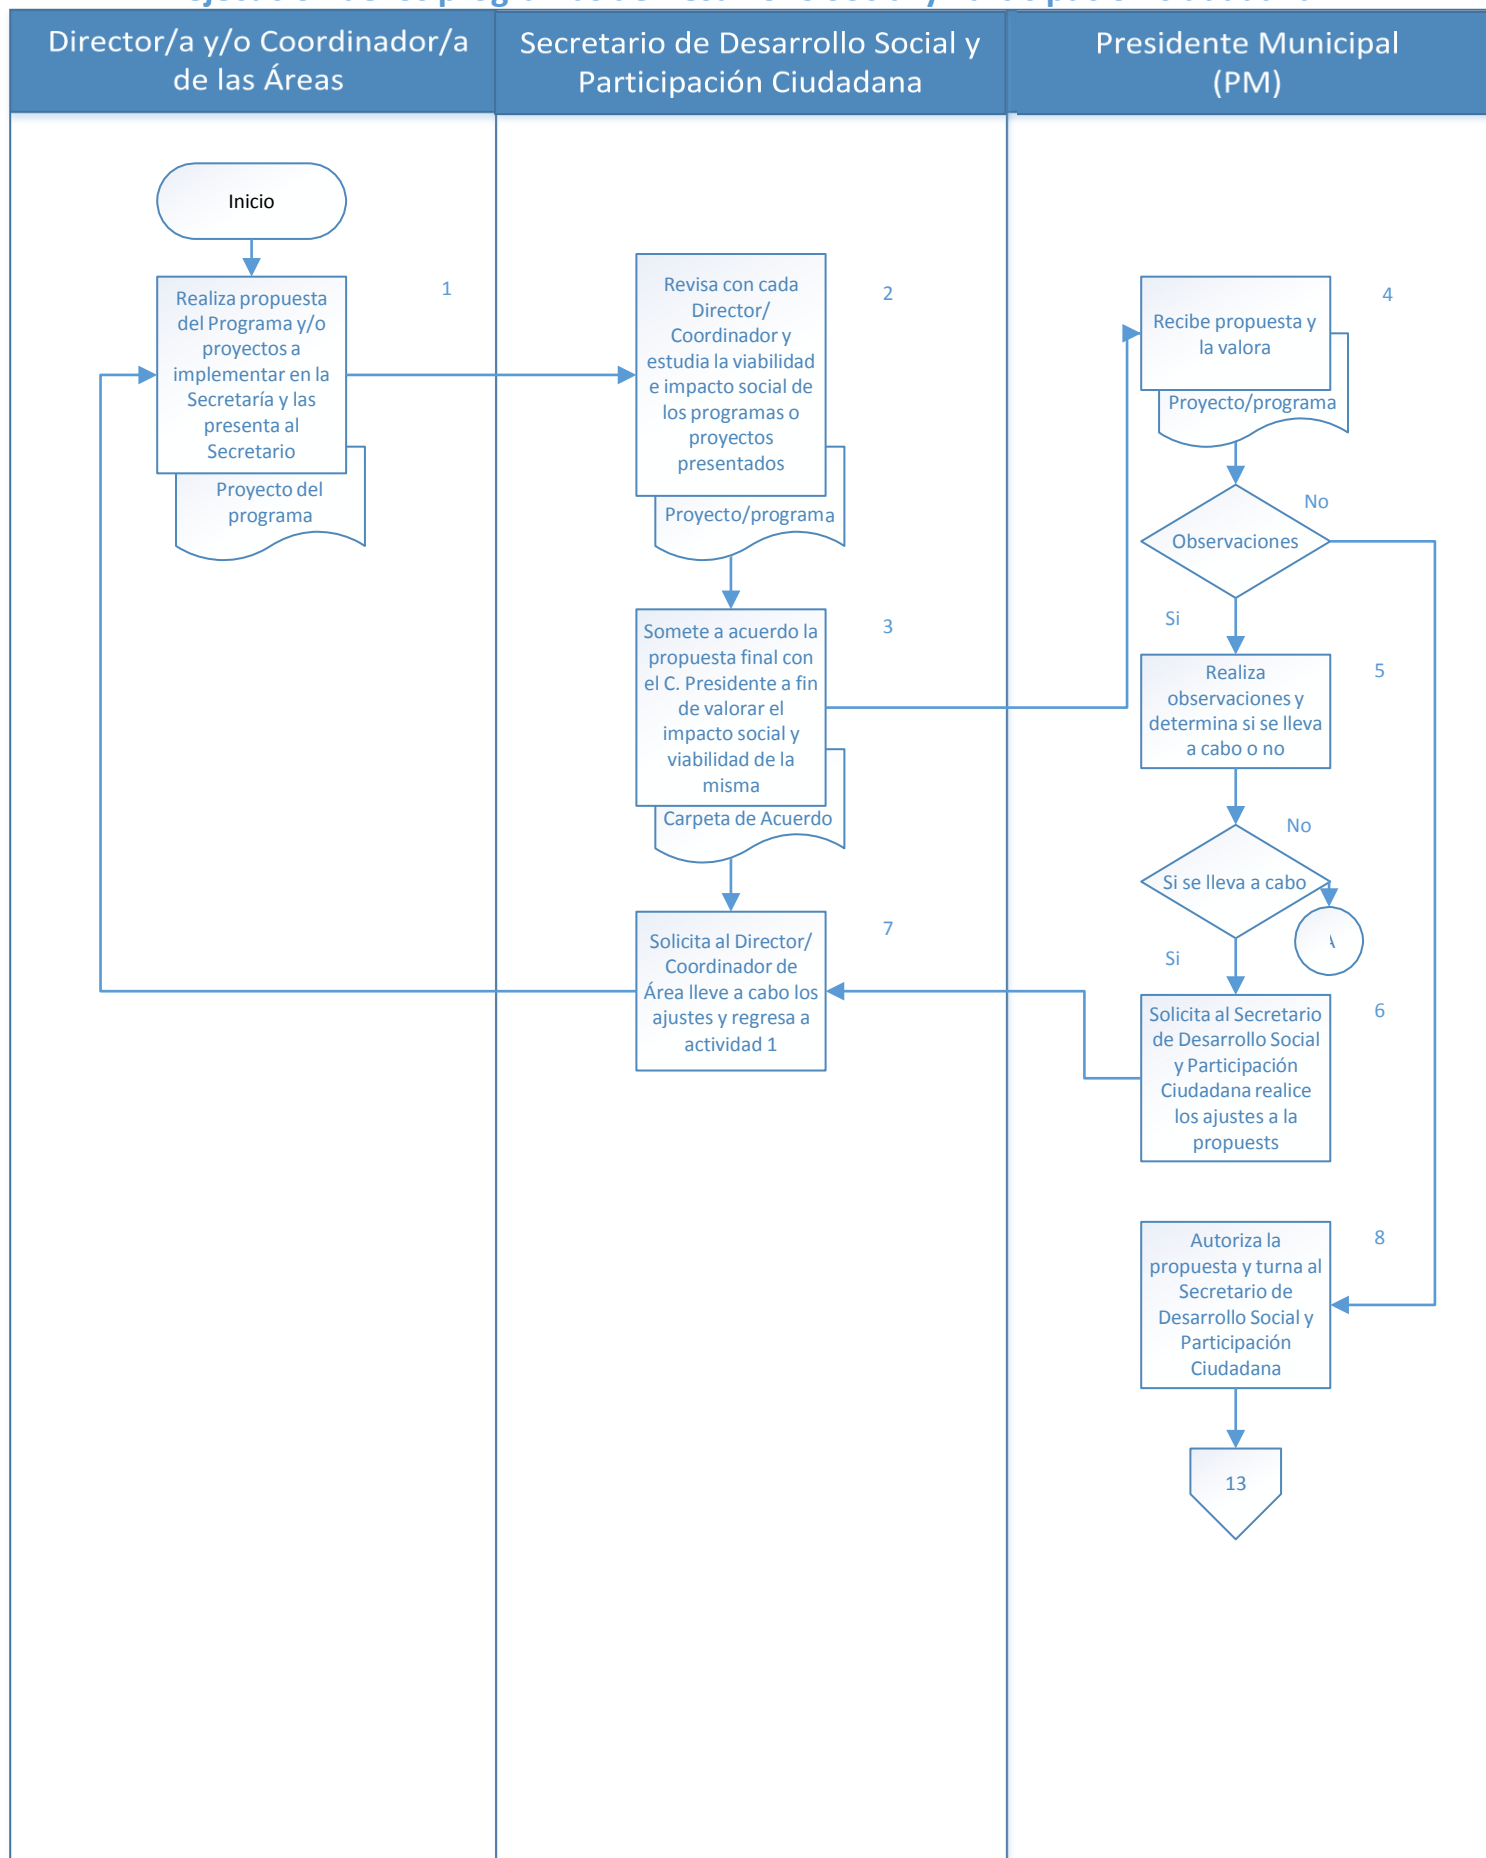 Director/a y/o Coordinador/a
de las Áreas
Secretario de Desarrollo Social y
Participación Ciudadana
Presidente Municipal
(PM)
Inicio
1
Realiza propuesta
del Programa y/o
proyectos a
implementar en la
Secretaría y las
presenta al
Secretario
Proyecto del
programa
2
Revisa con cada
Director/
Coordinador y
estudia la viabilidad
e impacto social de
los programas o
proyectos
presentados
Proyecto/programa
3
Somete a acuerdo la
propuesta final con
el C. Presidente a fin
de valorar el
impacto social y
viabilidad de la
misma
Carpeta de Acuerdo
7
Solicita al Director/
Coordinador de
Área lleve a cabo los
ajustes y regresa a
actividad 1
4
Recibe propuesta y
la valora
Proyecto/programa
No
Observaciones
Si
5
Realiza
observaciones y
determina si se lleva
a cabo o no
No
Si se lleva a cabo
Si
6
Solicita al Secretario
de Desarrollo Social
y Participación
Ciudadana realice
los ajustes a la
propuests
8
Autoriza la
propuesta y turna al
Secretario de
Desarrollo Social y
Participación
Ciudadana
13